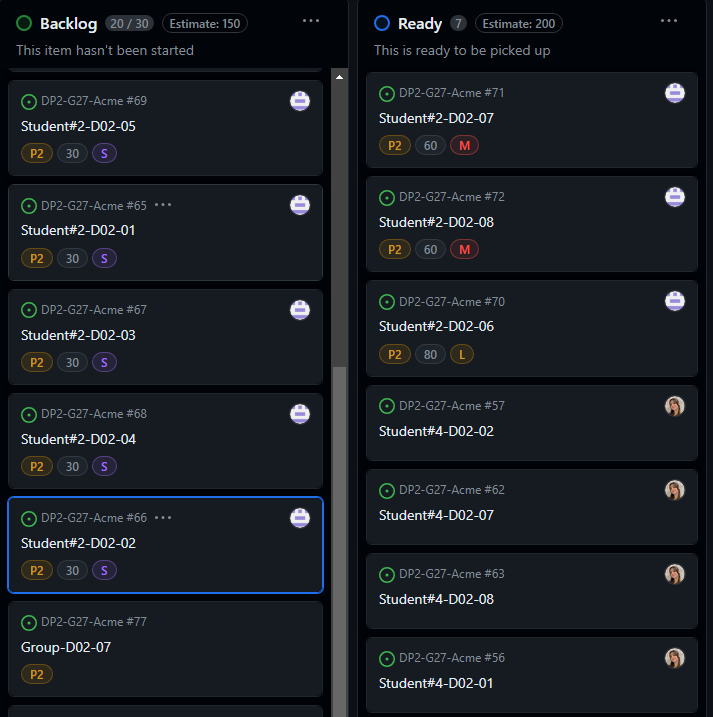 Backlog 20 / 30 Estimate: 150
This item hasn't been started
DP2-G27-Acme #69
Student#2-D02-05
P2 30 S
DP2-G27-Acme #65
Student#2-D02-01
P2 30 S
DP2-G27-Acme #67
Student#2-D02-03
P2 30 S
DP2-G27-Acme #68
Student#2-D02-04
P2 30 S
DP2-G27-Acme #66
Student#2-D02-02
P2 30 S
DP2-G27-Acme #77
Group-D02-07
P2
Ready 7 Estimate: 200
This is ready to be picked up
DP2-G27-Acme #71
Student#2-D02-07
P2 60 M
DP2-G27-Acme #72
Student#2-D02-08
P2 60 M
DP2-G27-Acme #70
Student#2-D02-06
P2 80 L
DP2-G27-Acme #57
Student#4-D02-02
DP2-G27-Acme #62
Student#4-D02-07
DP2-G27-Acme #63
Student#4-D02-08
DP2-G27-Acme #56
Student#4-D02-01